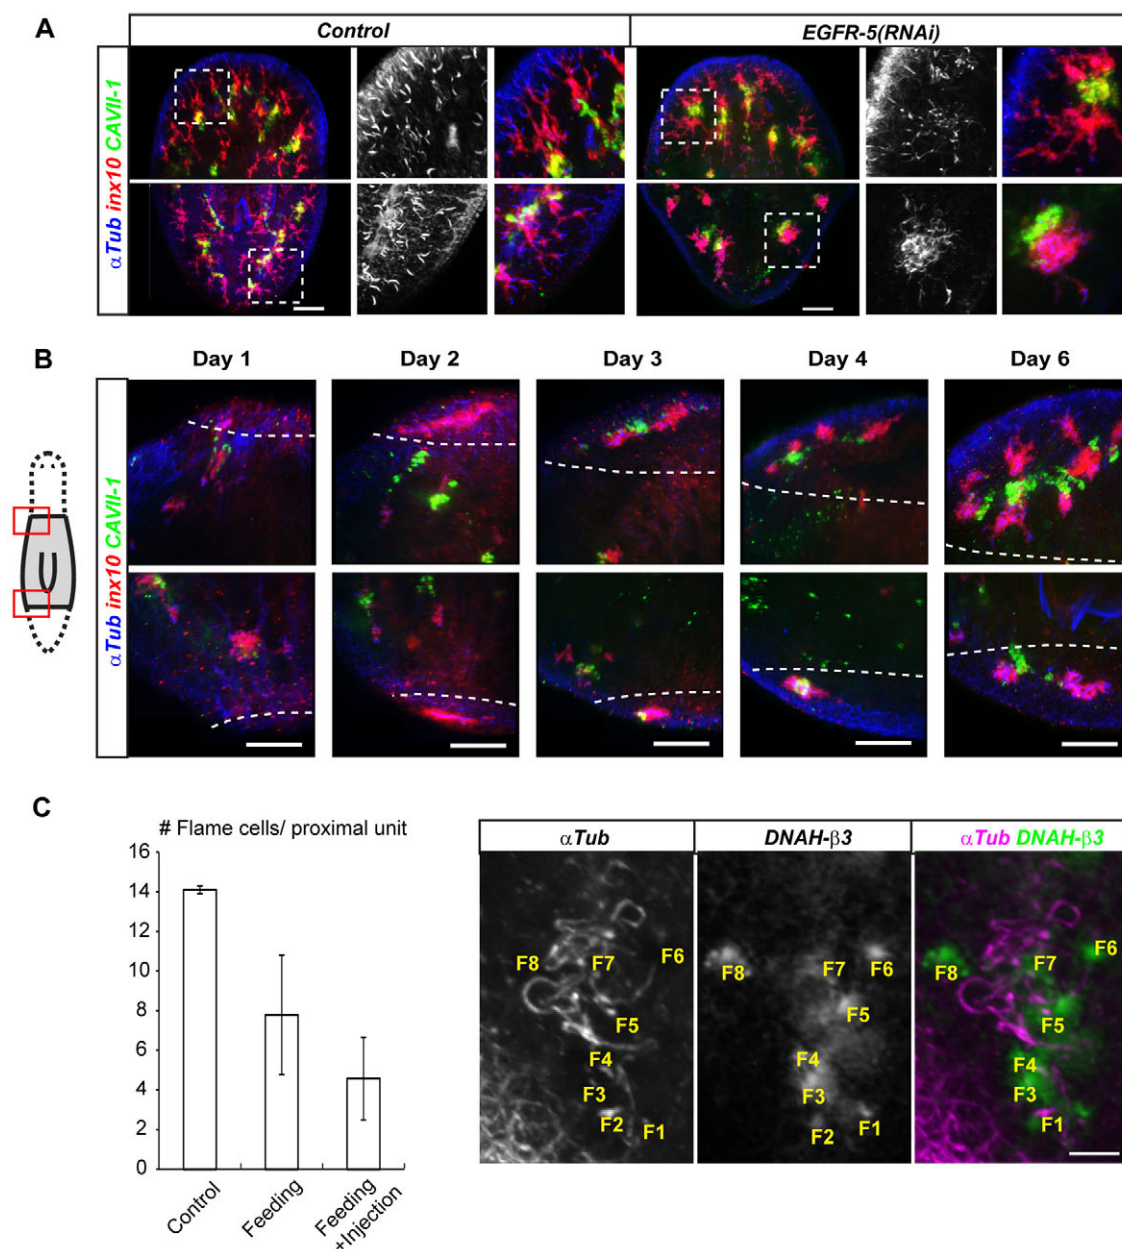 A
Control
EGFR-5(RNAi)
αTub inx10 CAVII-1
B
Day 1
Day 2
Day 3
Day 4
Day 6
αTub inx10 CAVII-1
C
# Flame cells/ proximal unit
16
14
12
10
8
6
4
2
0
Control
Feeding
Feeding
+Injection
αTub
DNAH-β3
αTub DNAH-β3
F8
F7
F6
F5
F4
F3
F2
F1
F8
F7
F6
F5
F4
F3
F2
F1
F8
F7
F6
F5
F4
F3
F1